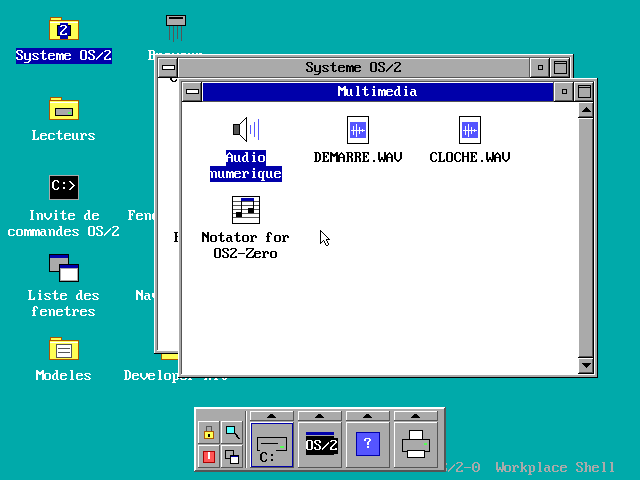 Systeme OS/2
Lecteurs
C:>
Invite de
commandes OS/2
Liste des
fenetres
Modeles
Systeme OS/2
Multimedia
Audio
numerique
DEMARRE.WAV
CLOCHE.WAV
Notator for
OS2-Zero
C:
OS/2
?
/2-0 Workplace Shell